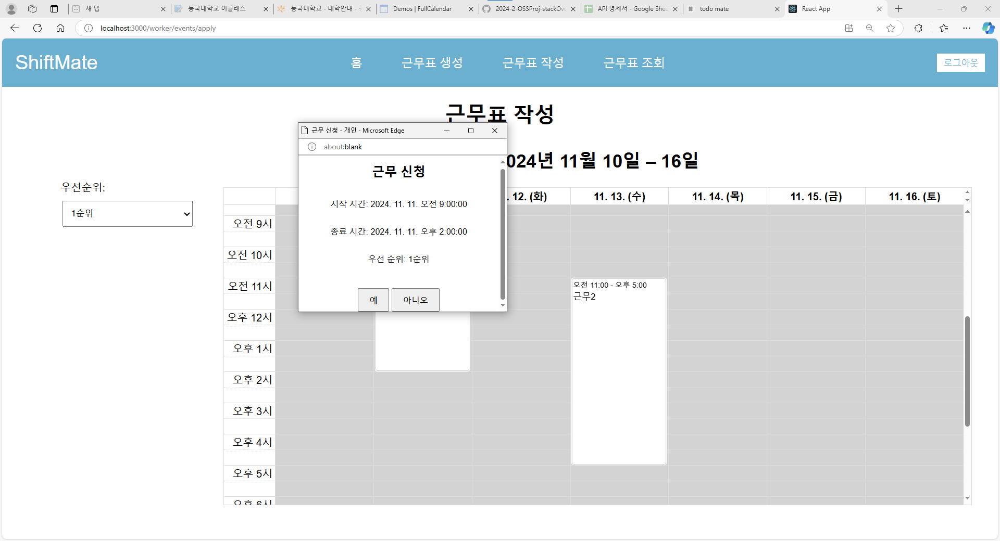 새 탭
동국대학교 이클래스
동국대학교 - 대학안내 -
Demos | FullCalendar
2024-2-OSSProj-stackOve
API 명세서 - Google Shee
todo mate
React App
localhost:3000/worker/events/apply
ShiftMate
홈
근무표 생성
근무표 작성
근무표 조회
로그아웃
근무표 작성
024년 11월 10일 – 16일
우선순위:
1순위
. 12. (화)
11. 13. (수)
11. 14. (목)
11. 15. (금)
11. 16. (토)
오전 9시
오전 10시
오전 11시
오후 12시
오후 1시
오후 2시
오후 3시
오후 4시
오후 5시
오후 6시
오전 11:00 - 오후 5:00
근무2
근무 신청 - 개인 - Microsoft Edge
about:blank
근무 신청
시작 시간: 2024. 11. 11. 오전 9:00:00
종료 시간: 2024. 11. 11. 오후 2:00:00
우선 순위: 1순위
예
아니오